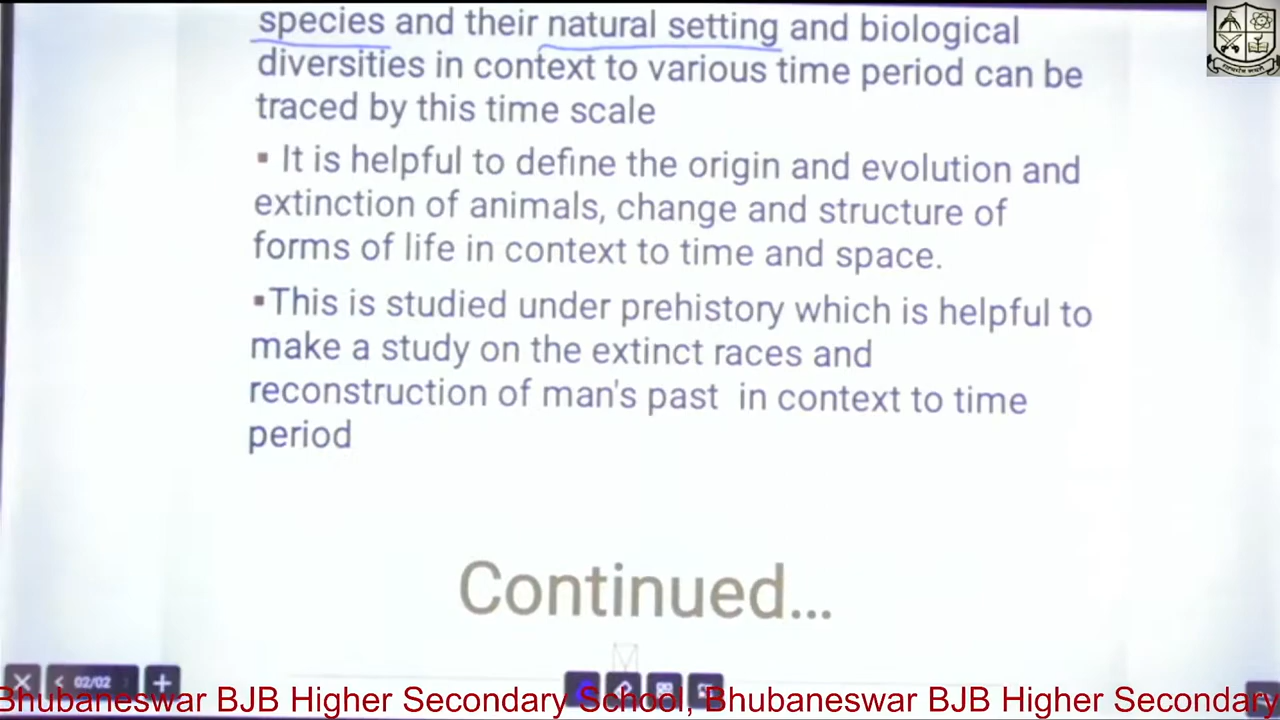 species and their natural setting and biological
diversities in context to various time period can be
traced by this time scale
▪ It is helpful to define the origin and evolution and
extinction of animals, change and structure of
forms of life in context to time and space.
▪This is studied under prehistory which is helpful to
make a study on the extinct races and
reconstruction of man's past in context to time
period
Continued...
02/02
Bhubaneswar BJB Higher Secondary School, Bhubaneswar BJB Higher Secondary